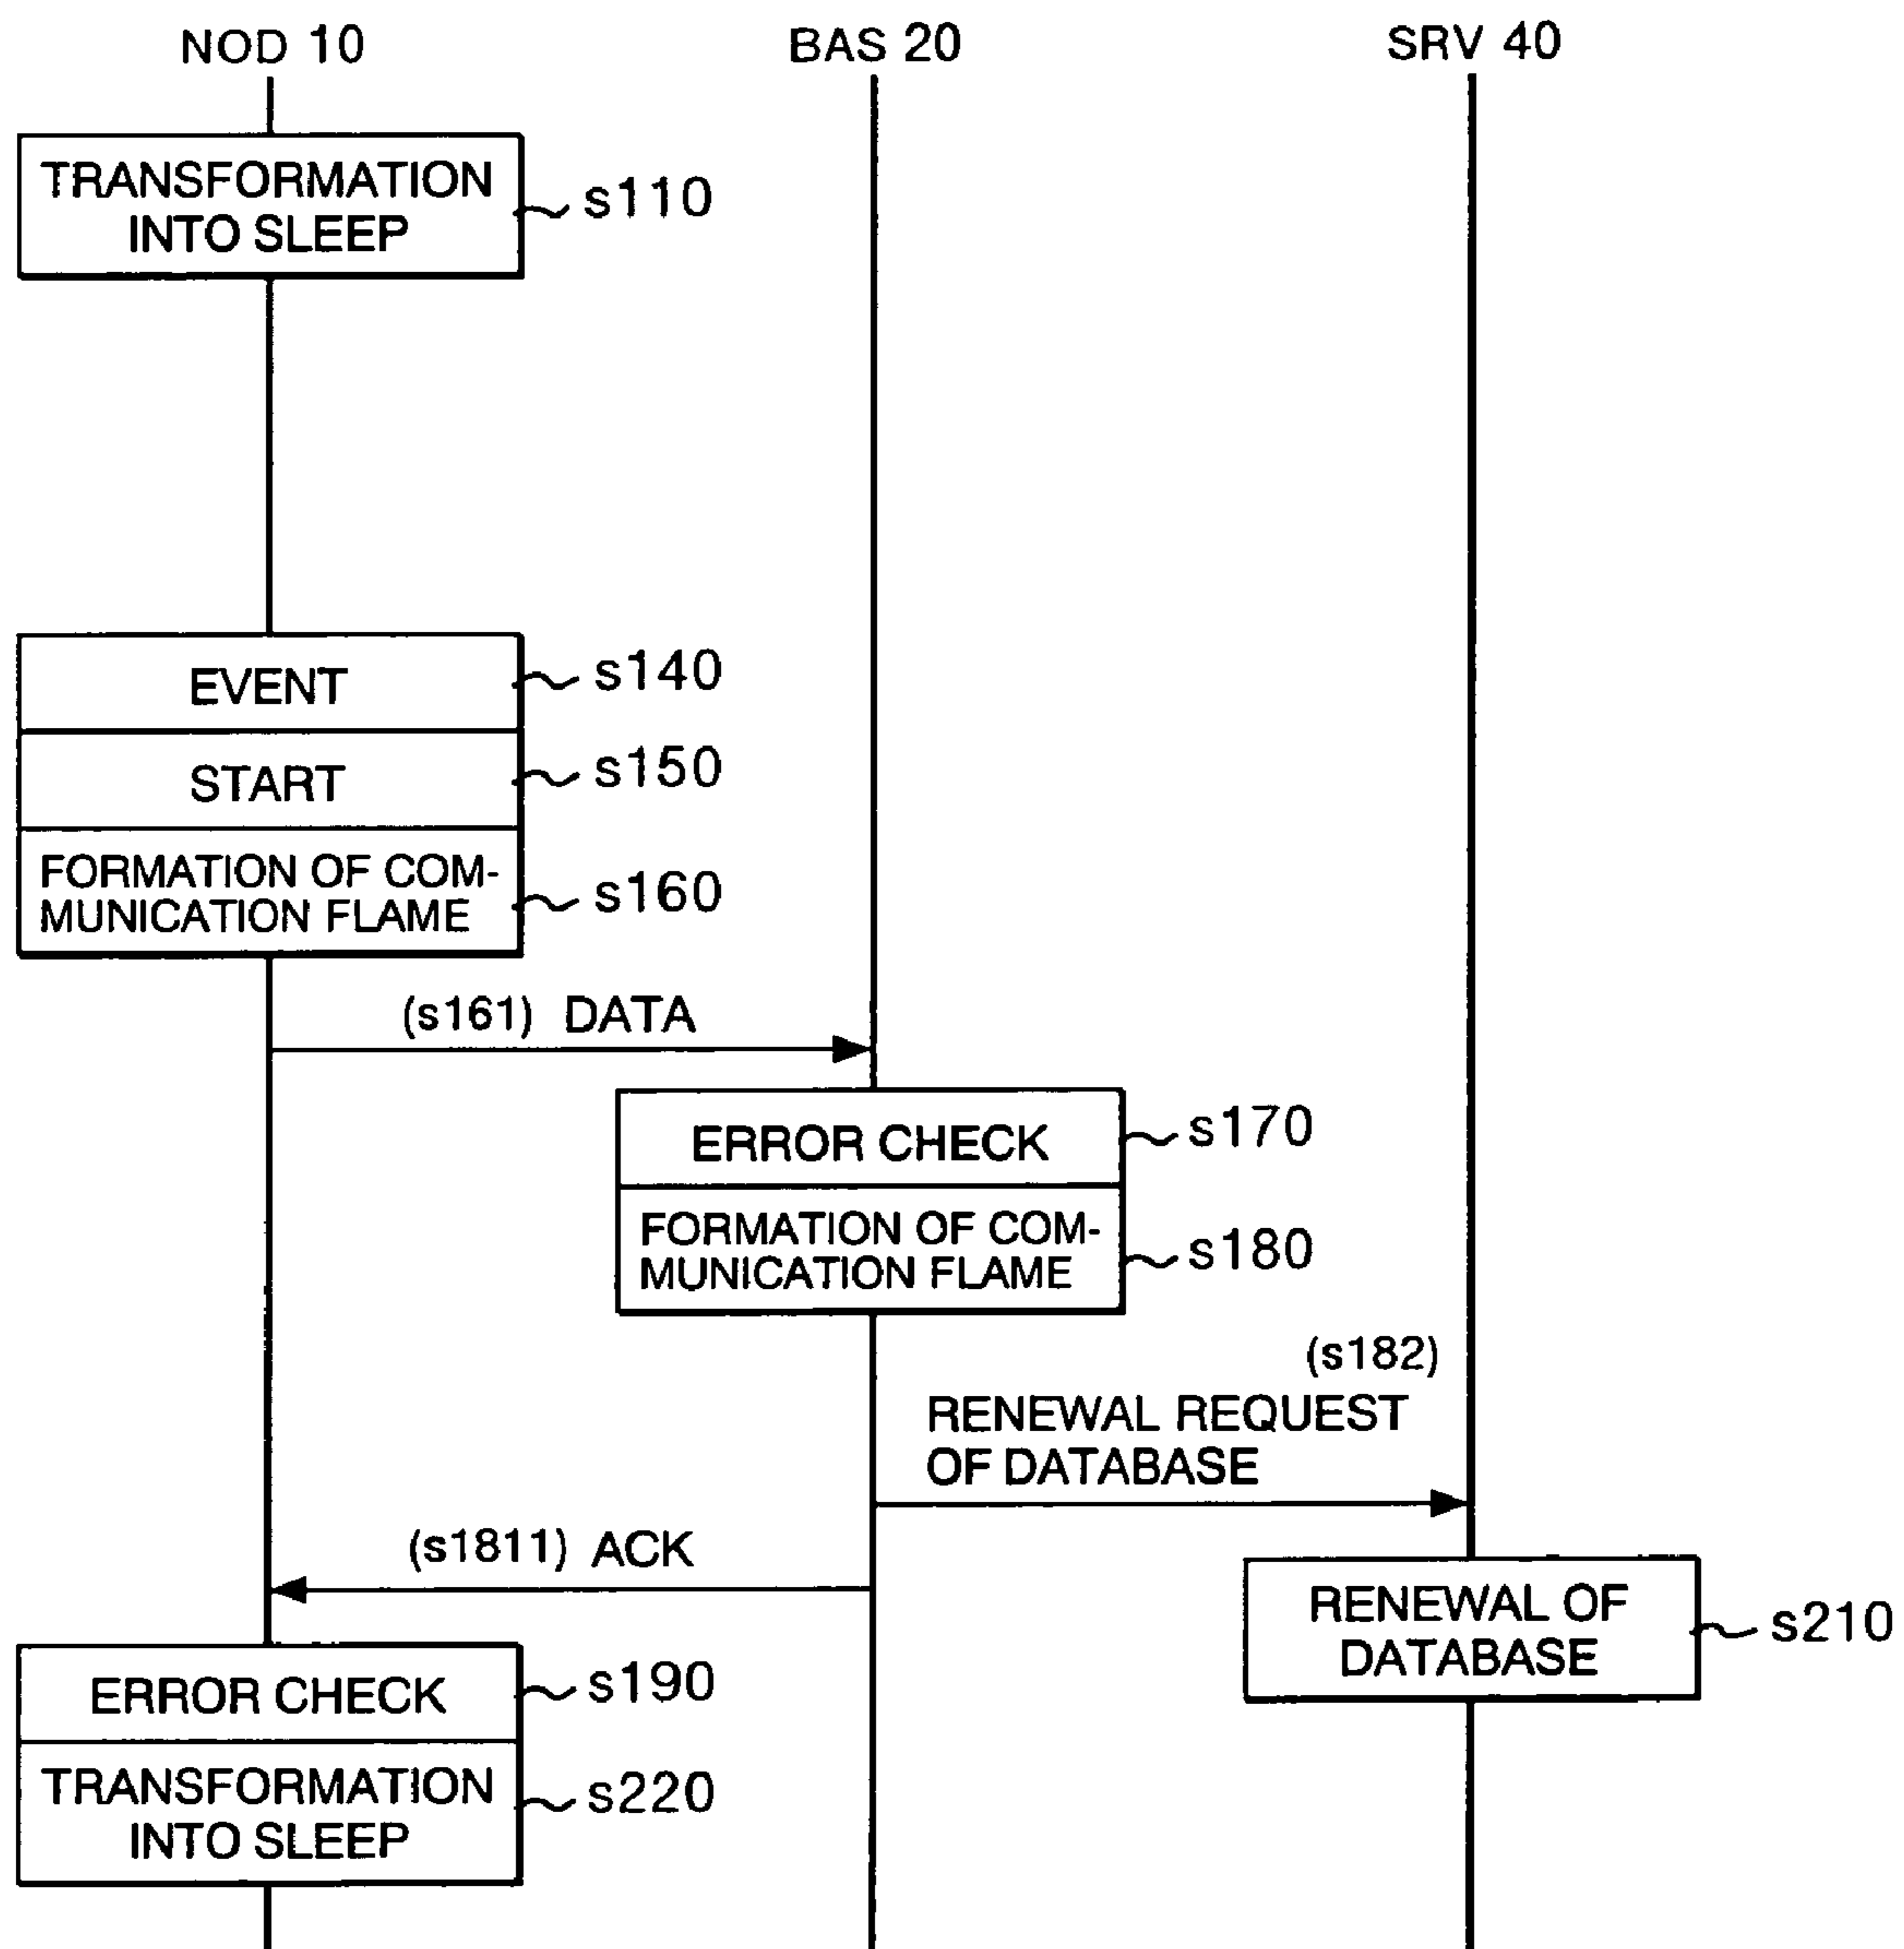 NOD 10 BAS 20 SRV 40
TRANSFORMATION
INTO SLEEP
s110
EVENT
s140
START
s150
FORMATION OF COM-
MUNICATION FLAME
s160
(s161) DATA
ERROR CHECK
s170
FORMATION OF COM-
MUNICATION FLAME
s180
(s182)
RENEWAL REQUEST
OF DATABASE
(s1811) ACK
RENEWAL OF
DATABASE
s210
ERROR CHECK
s190
TRANSFORMATION
INTO SLEEP
s220